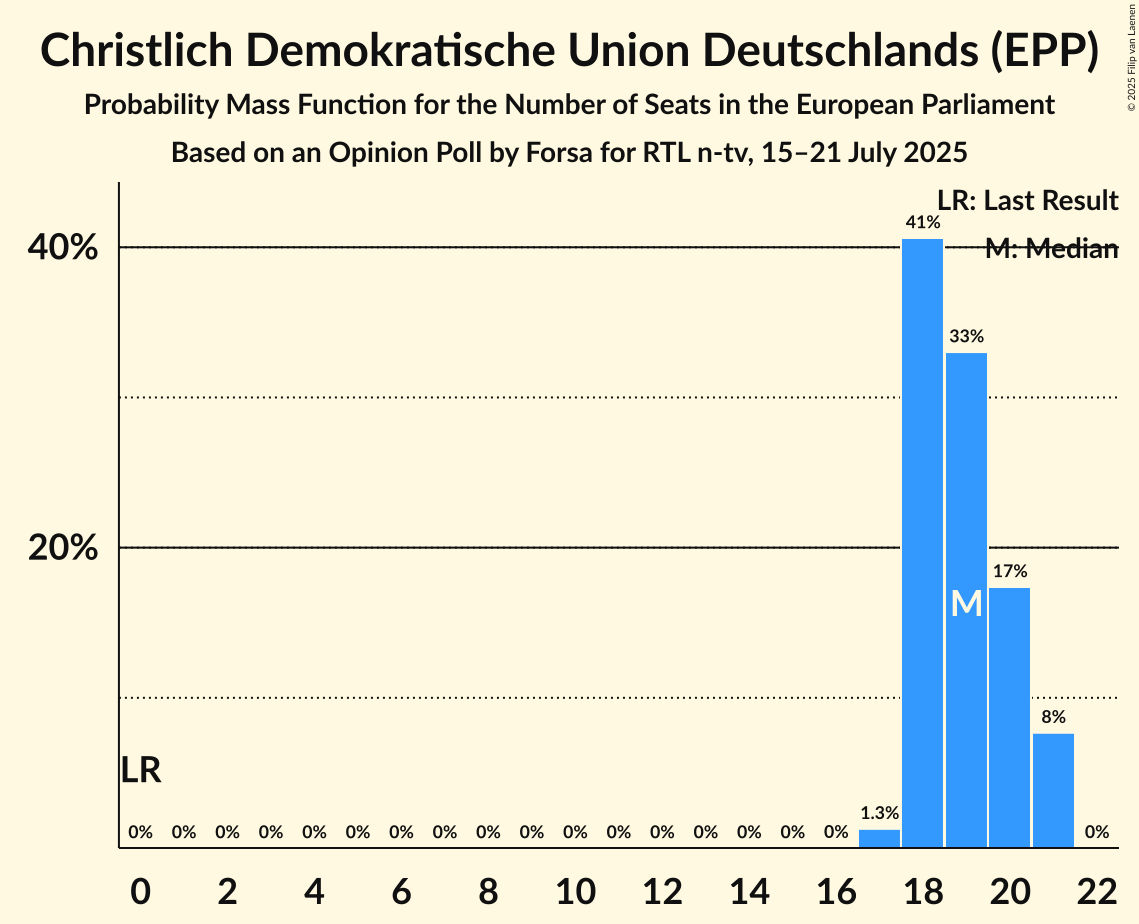 Christlich Demokratische Union Deutschlands (EPP)
Probability Mass Function for the Number of Seats in the European Parliament
Based on an Opinion Poll by Forsa for RTL n-tv, 15–21 July 2025
© 2025 Filip van Laenen
LR: Last Result
M: Median
41%
40%
33%
20%
17%
M
8%
LR
1.3%
0% 0% 0% 0% 0% 0% 0% 0% 0% 0% 0% 0% 0% 0% 0% 0% 0% 0%
0 2 4 6 8 10 12 14 16 18 20 22